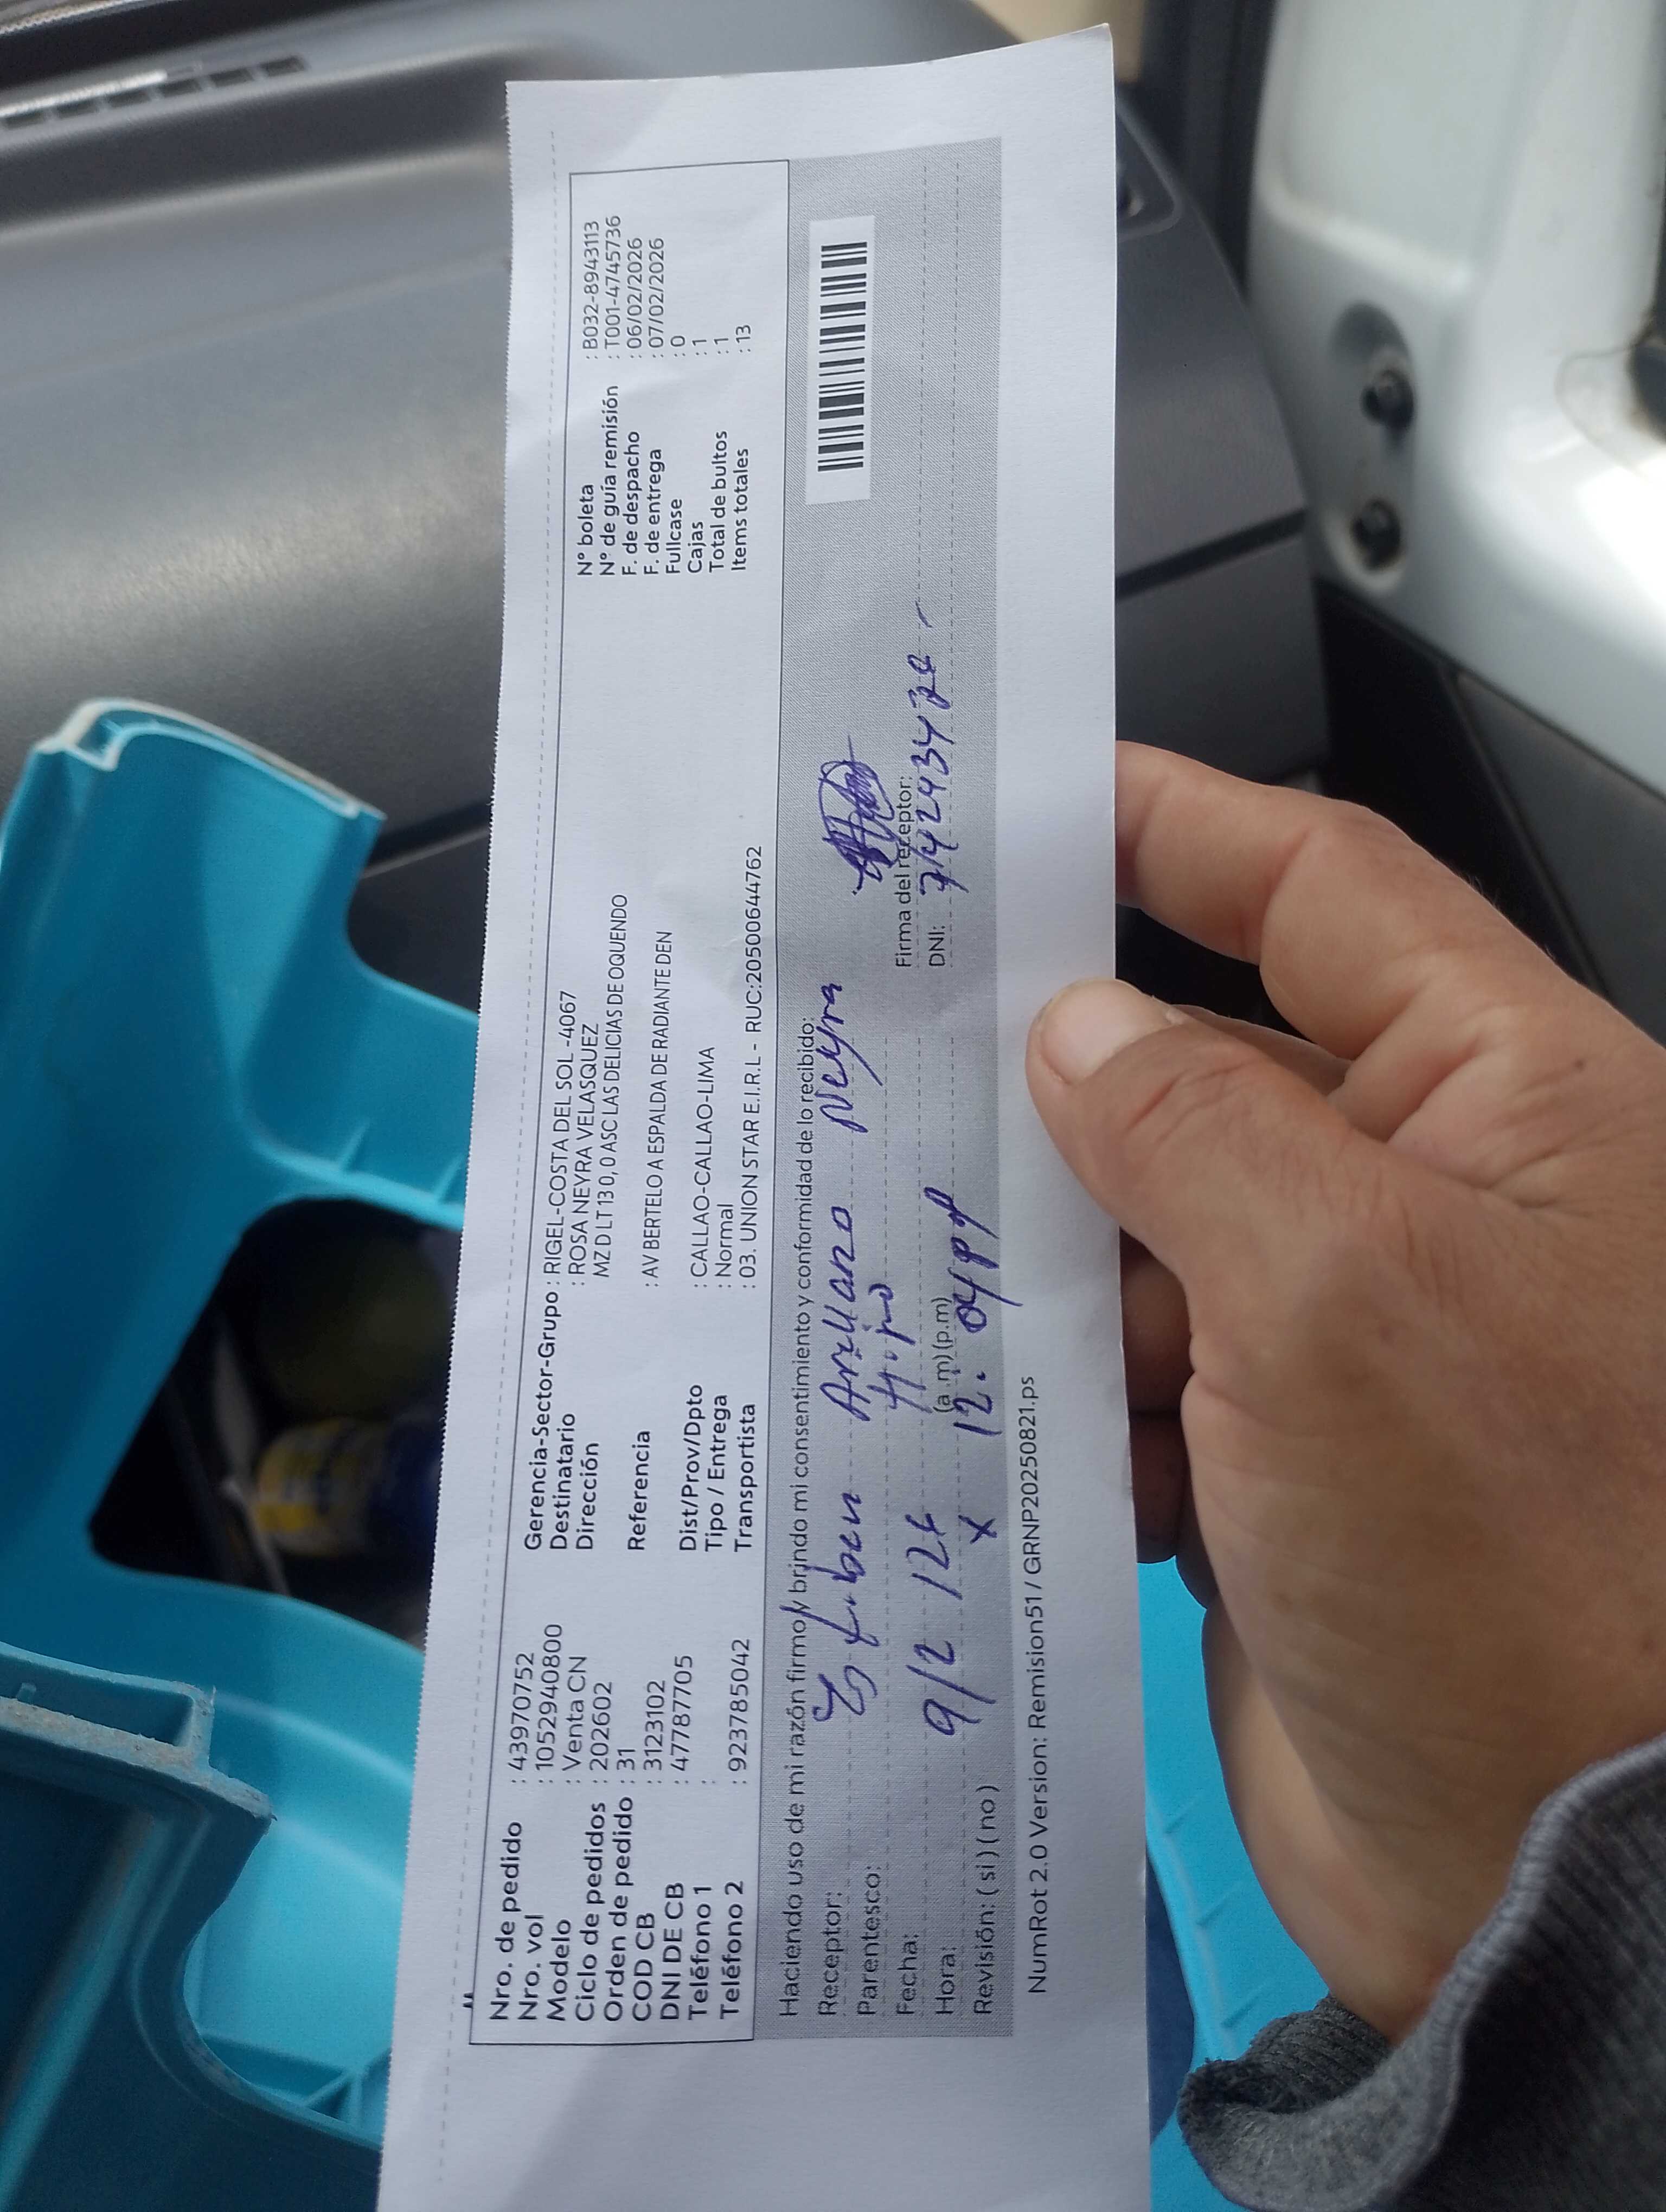 Nro. de pedido : 43970752
Nro. vol : 1052940800
Modelo : Venta CN
Ciclo de pedidos : 202602
Orden de pedido : 31
COD CB : 3123102
DNI DE CB : 47787705
Teléfono 1 :
Teléfono 2 : 923785042
Gerencia-Sector-Grupo : RIGEL-COSTA DEL SOL -4067
Destinatario : ROSA NEYRA VELASQUEZ
Dirección MZ D LT 13 0, 0 ASC LAS DELICIAS DE OQUENDO
Referencia : AV BERTELO A ESPALDA DE RADIANTE DEN
Dist/Prov/Dpto : CALLAO-CALLAO-LIMA
Tipo / Entrega : Normal
Transportista : 03. UNION STAR E.I.R.L - RUC:20500644762
N° boleta : B032-8943113
N° de guía remisión : T001-4745736
F. de despacho : 06/02/2026
F. de entrega : 07/02/2026
Fullcase : 0
Cajas : 1
Total de bultos : 1
Items totales : 13
Haciendo uso de mi razón firmo y brindo mi consentimiento y conformidad de lo recibido:
Receptor: Arellano Neyra
Parentesco: Hijo
Fecha: 9/2/26
Hora: (a.m) (p.m) 12:04
Revisión: ( si ) ( no ) x
Firma del receptor:
DNI:
NumRot 2.0 Version: Remision51 / GRNP20250821.ps